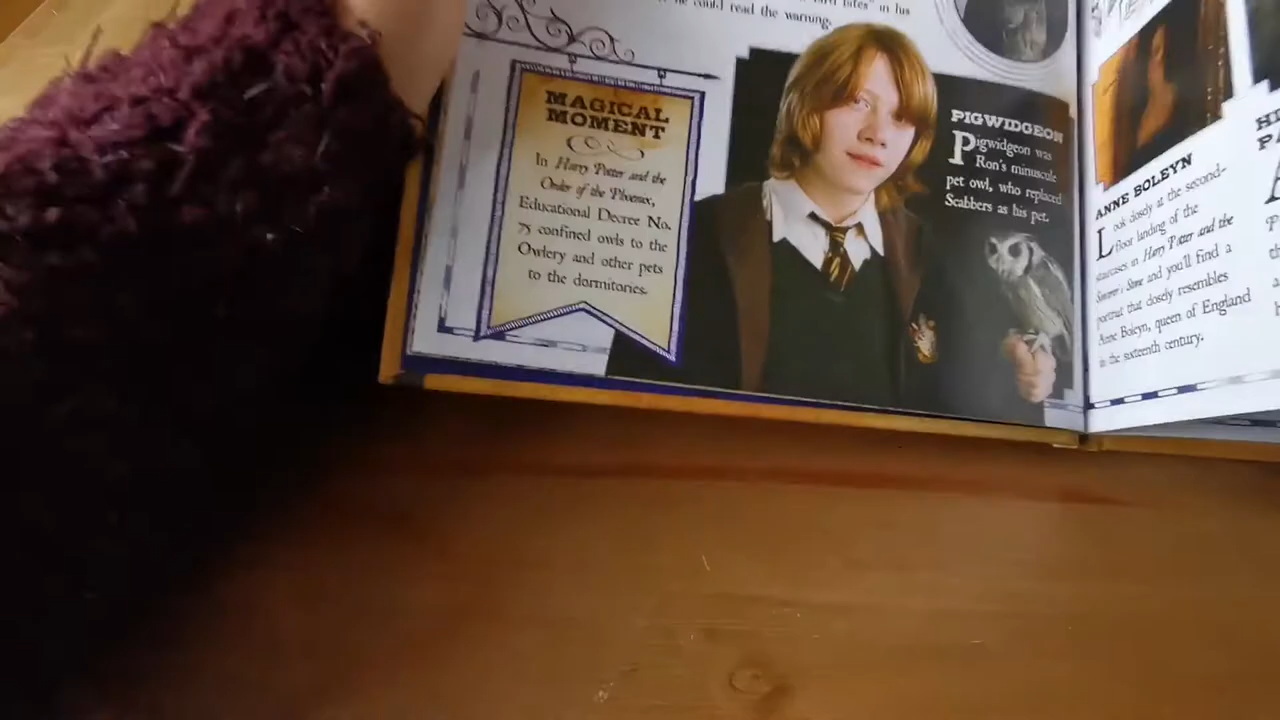 he could read the warning.
MAGICAL
MOMENT
In Harry Potter and the
Order of the Phoenix,
Educational Decree No.
75 confined owls to the
Owlery and other pets
to the dormitories.
PIGWIDGEON
Pigwidgeon was
Ron's minuscule
pet owl, who replaced
Scabbers as his pet.
ANNE BOLEYN
Look closely at the second-
floor landing of the
staircases in Harry Potter and the
Sorcerer's Stone and you'll find a
portrait that closely resembles
Anne Boleyn, queen of England
in the sixteenth century.